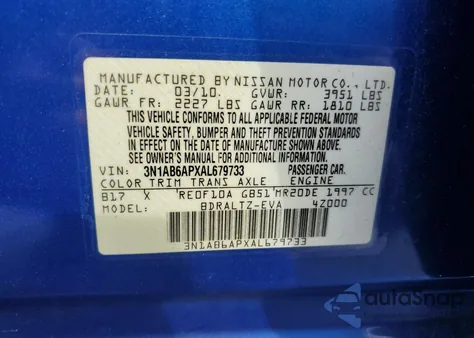 MANUFACTURED BY NISSAN MOTOR CO., LTD.
DATE: 03/10. GVWR: 3951 LBS
GAWR FR: 2227 LBS GAWR RR: 1810 LBS
THIS VEHICLE CONFORMS TO ALL APPLICABLE FEDERAL MOTOR
VEHICLE SAFETY, BUMPER AND THEFT PREVENTION STANDARDS
IN EFFECT ON THE DATE OF MANUFACTURE SHOWN ABOVE.
SEE OWNER'S MANUAL FOR ADDITIONAL INFORMATION.
VIN: 3N1AB6APXAL679733 PASSENGER CAR.
COLOR TRIM TRANS AXLE ENGINE
B17 X RE0F10A GB51 MR20DE 1997 CC
MODEL: BDRALTZ-EVA 4Z000
3N1AB6APXAL679733
autoSnap